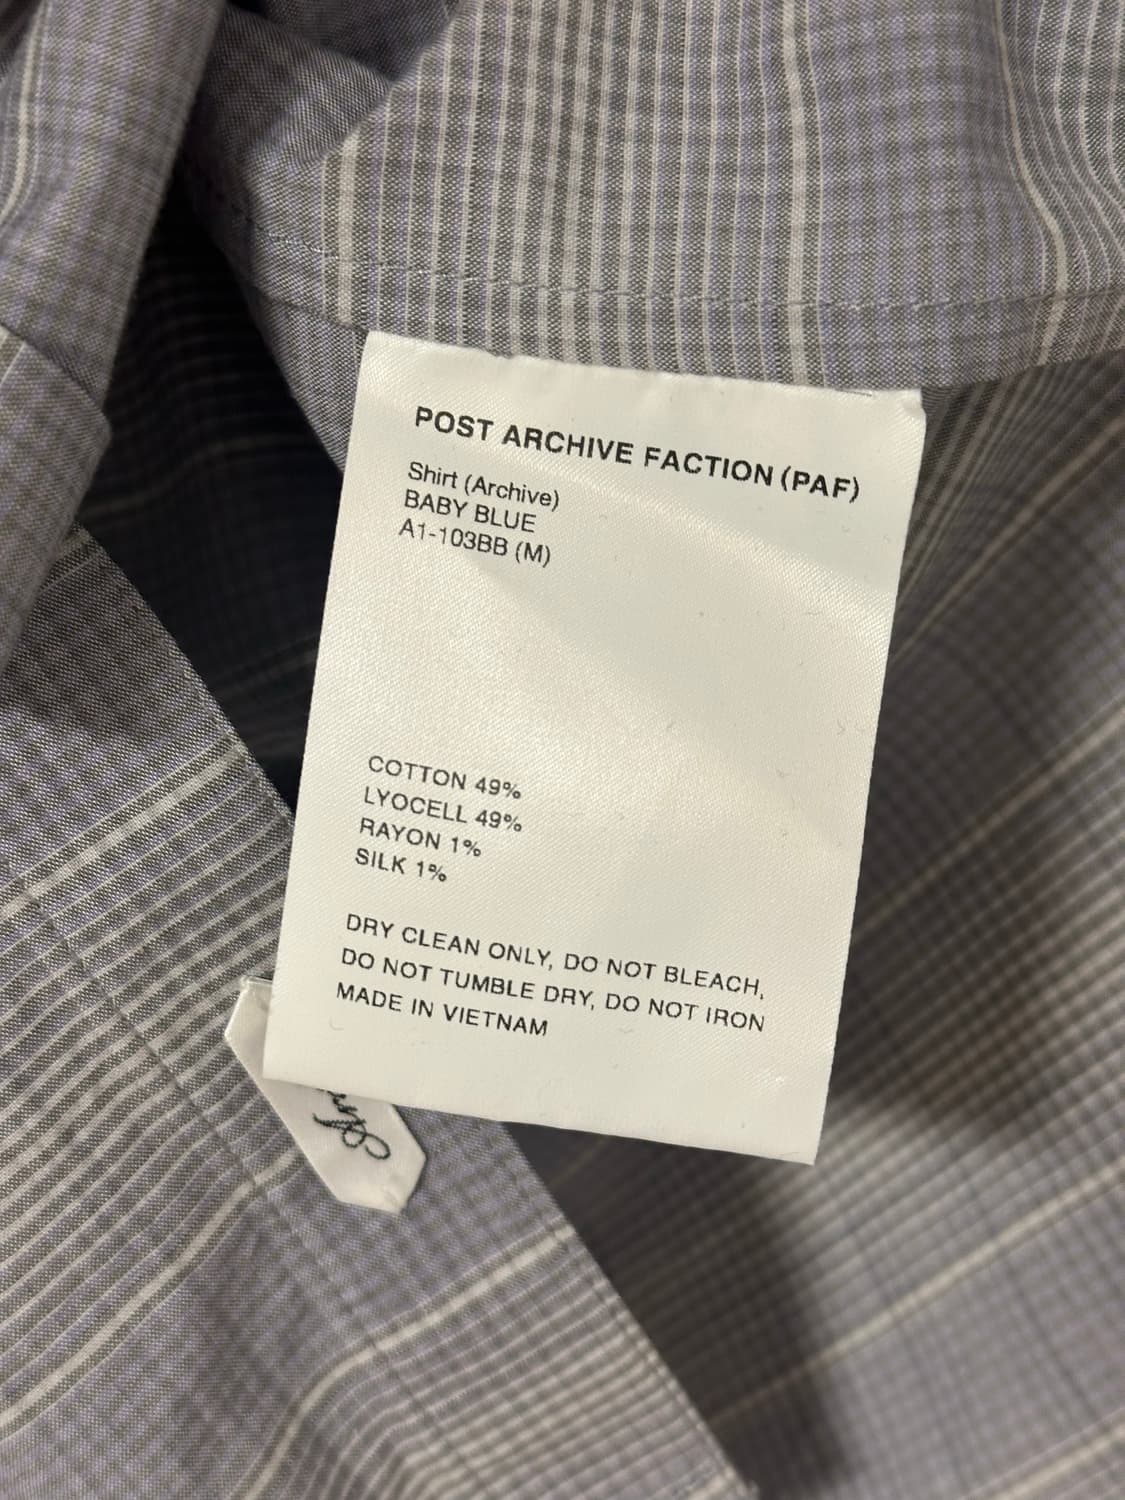 POST ARCHIVE FACTION (PAF)
Shirt (Archive)
BABY BLUE
A1-103BB (M)
COTTON 49%
LYOCELL 49%
RAYON 1%
SILK 1%
DRY CLEAN ONLY, DO NOT BLEACH,
DO NOT TUMBLE DRY, DO NOT IRON
MADE IN VIETNAM